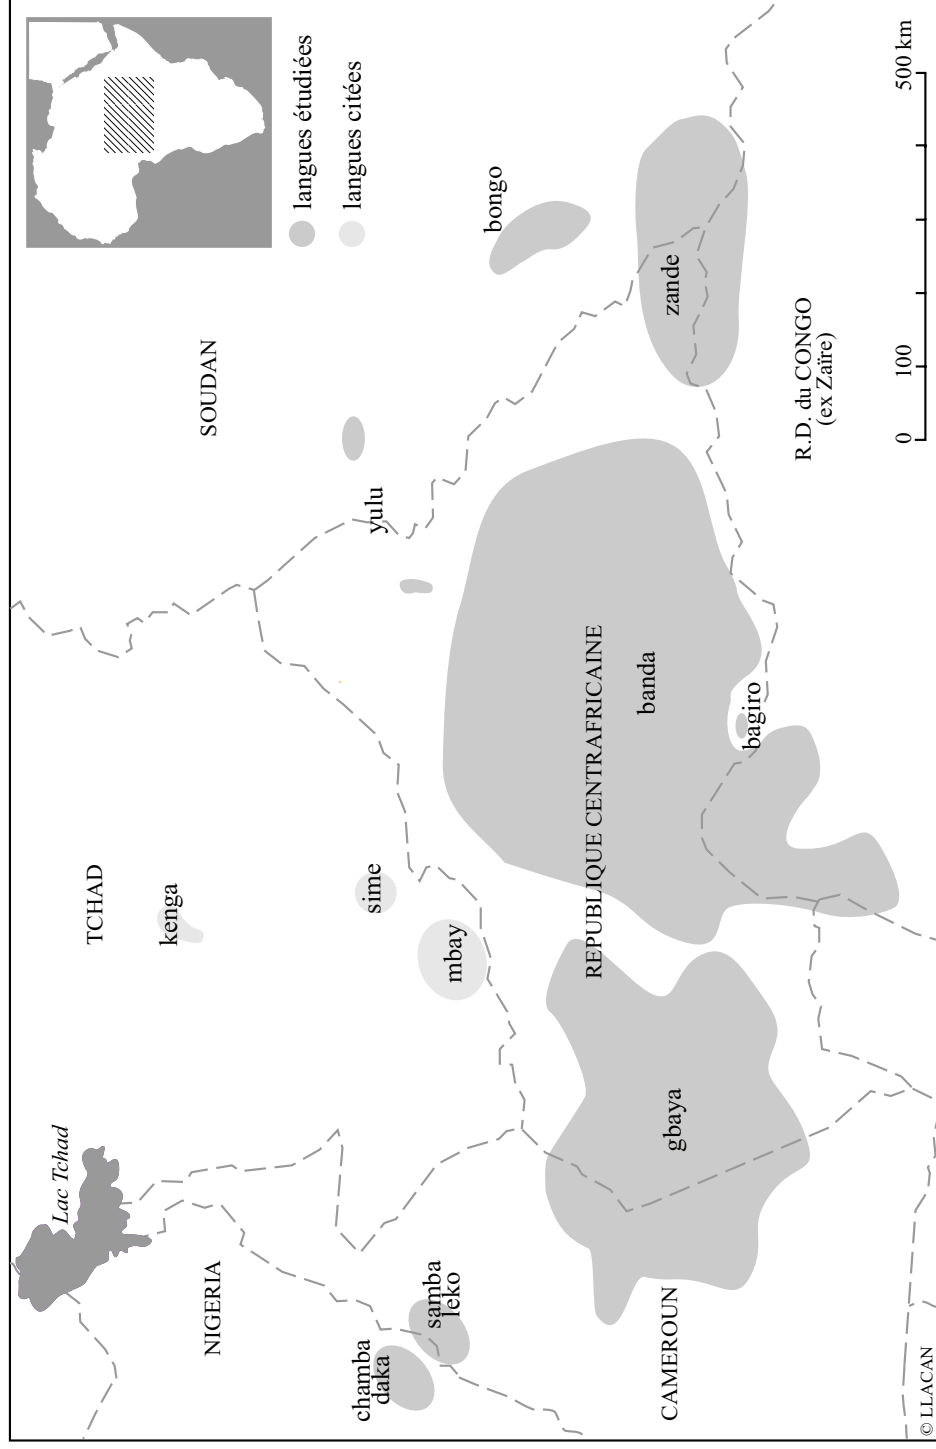 Lac Tchad
TCHAD
kenga
SOUDAN
langues étudiées
langues citées
NIGERIA
chamba
daka
samba
leko
sime
mbay
yulu
bongo
REPUBLIQUE CENTRAFRICAINE
banda
gbaya
CAMEROUN
zande
bagiro
R.D. du CONGO
(ex Zaïre)
0
100
500 km
© LLACAN